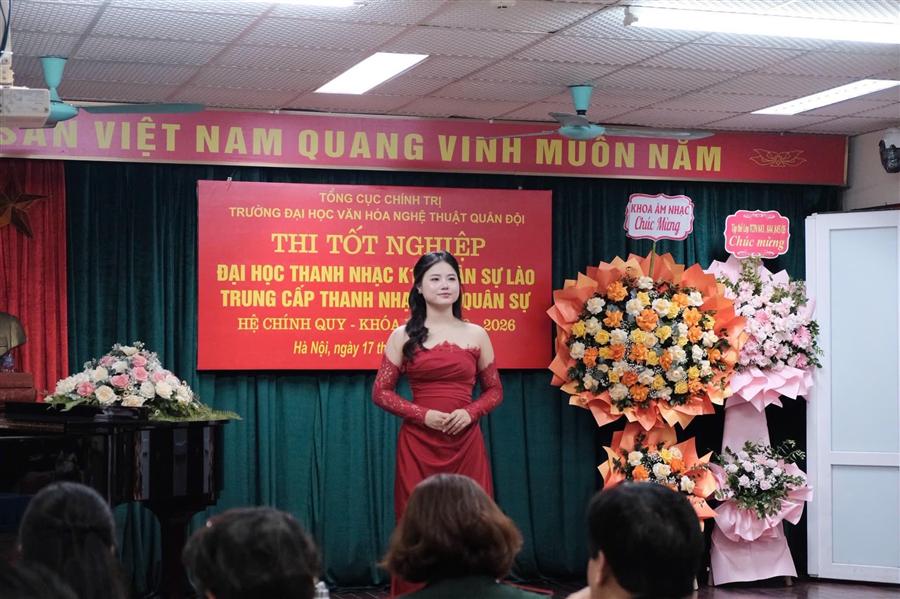 SẢN VIỆT NAM QUANG VINH MUÔN NĂM
TỔNG CỤC CHÍNH TRỊ
TRƯỜNG ĐẠI HỌC VĂN HÓA NGHỆ THUẬT QUÂN ĐỘI
THI TỐT NGHIỆP
ĐẠI HỌC THANH NHẠC SỰ LÀO
TRUNG CẤP THANH QUÂN SỰ
HỆ CHÍNH QUY - KHÓA 2026
Hà Nội, ngày 17
KHOA ÂM NHẠC
Chúc Mừng
Chúc mừng